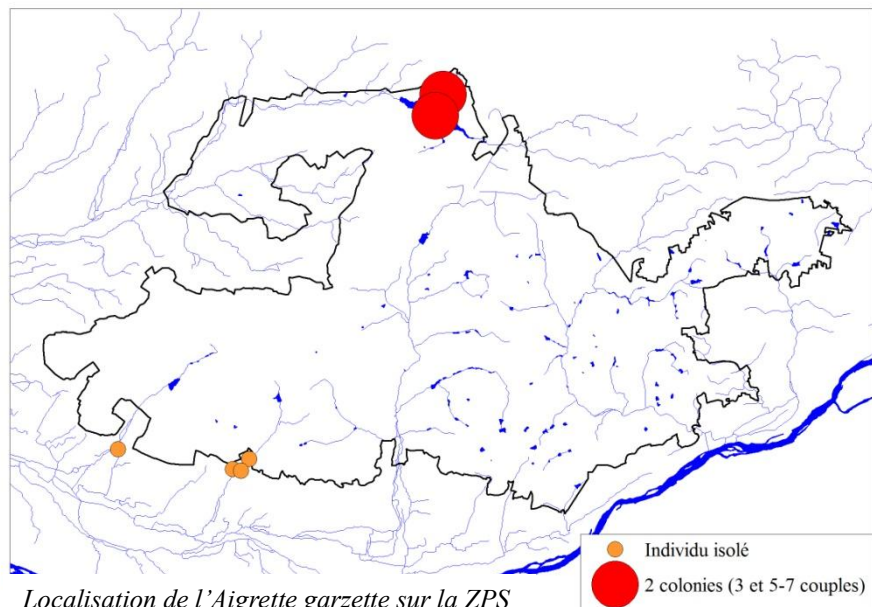 Individu isolé
2 colonies (3 et 5-7 couples)
Localisation de l'Aigrette garzette sur la ZPS